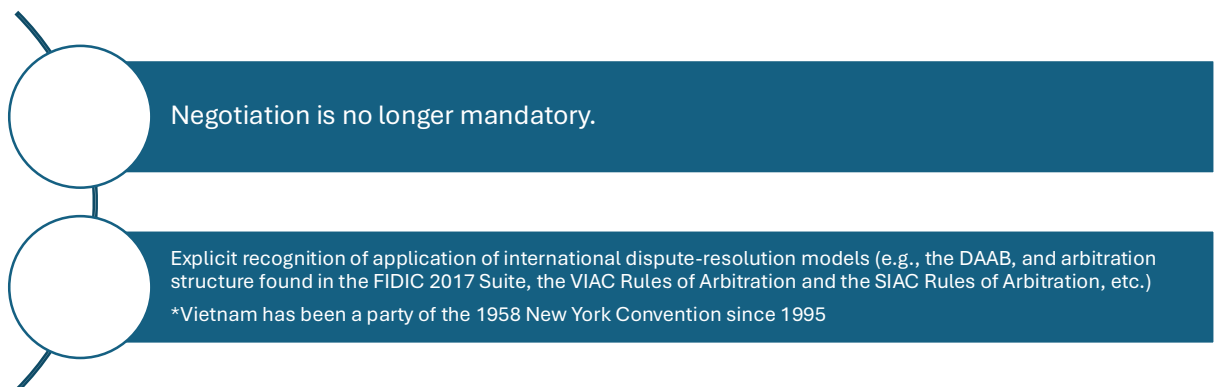 Negotiation is no longer mandatory.
Explicit recognition of application of international dispute-resolution models (e.g., the DAAB, and arbitration
structure found in the FIDIC 2017 Suite, the VIAC Rules of Arbitration and the SIAC Rules of Arbitration, etc.)
*Vietnam has been a party of the 1958 New York Convention since 1995